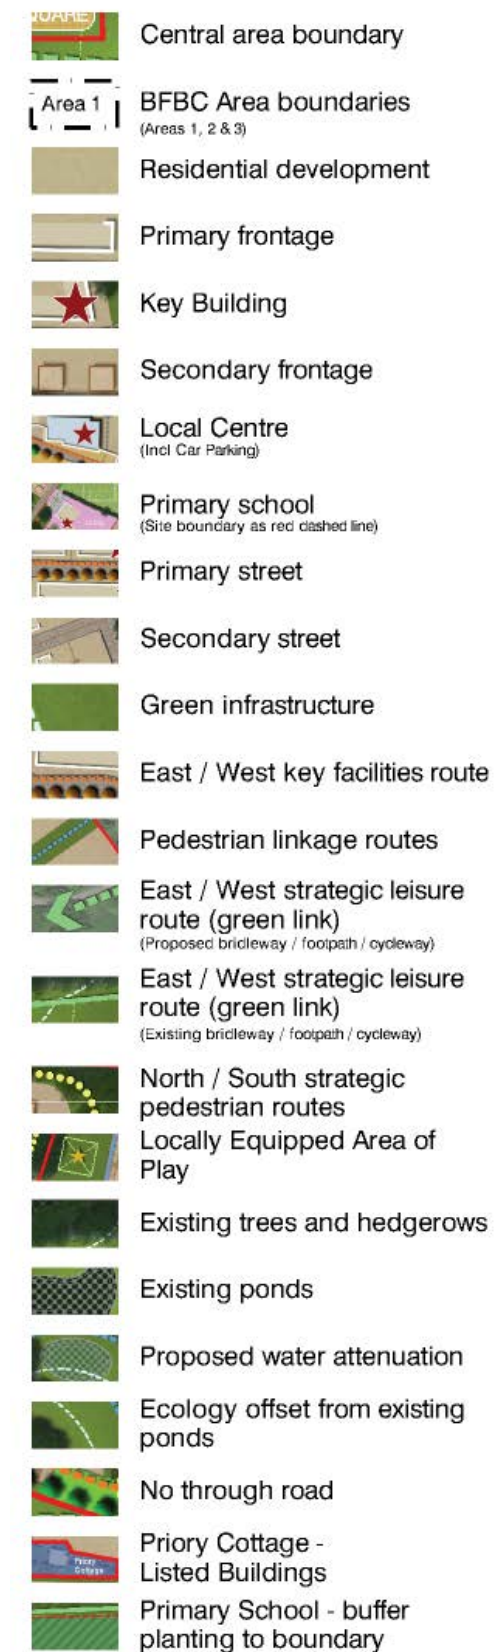 QUARE
Central area boundary
Area 1
BFBC Area boundaries
(Areas 1, 2 & 3)
Residential development
Primary frontage
Key Building
Secondary frontage
Local Centre
(Incl Car Parking)
Primary school
(Site boundary as red dashed line)
Primary street
Secondary street
Green infrastructure
East / West key facilities route
Pedestrian linkage routes
East / West strategic leisure
route (green link)
(Proposed bridleway / footpath / cycleway)
East / West strategic leisure
route (green link)
(Existing bridleway / footpath / cycleway)
North / South strategic
pedestrian routes
Locally Equipped Area of
Play
Existing trees and hedgerows
Existing ponds
Proposed water attenuation
Ecology offset from existing
ponds
No through road
Priory
Cottage
Priory Cottage -
Listed Buildings
Primary School - buffer
planting to boundary